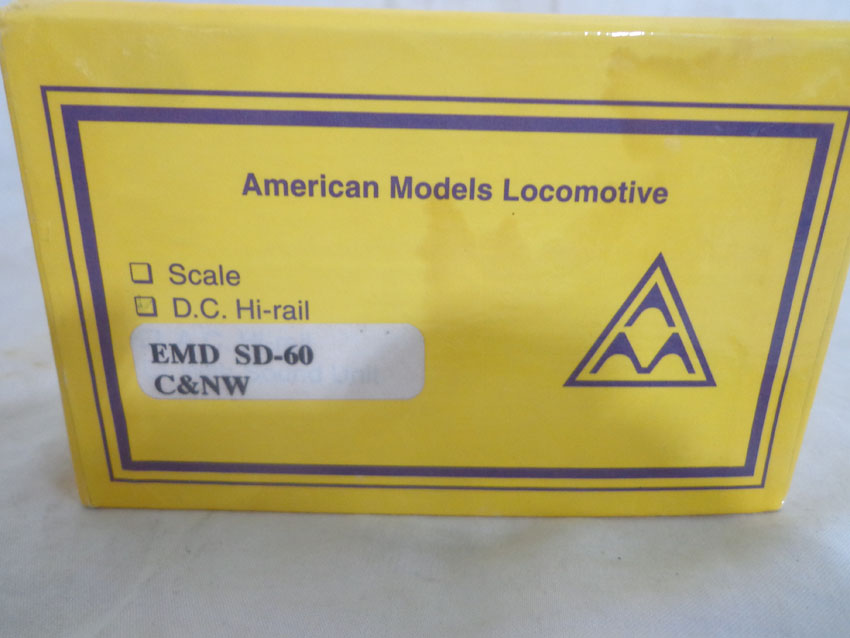 American Models Locomotive
Scale
D.C. Hi-rail
EMD SD-60
C&NW